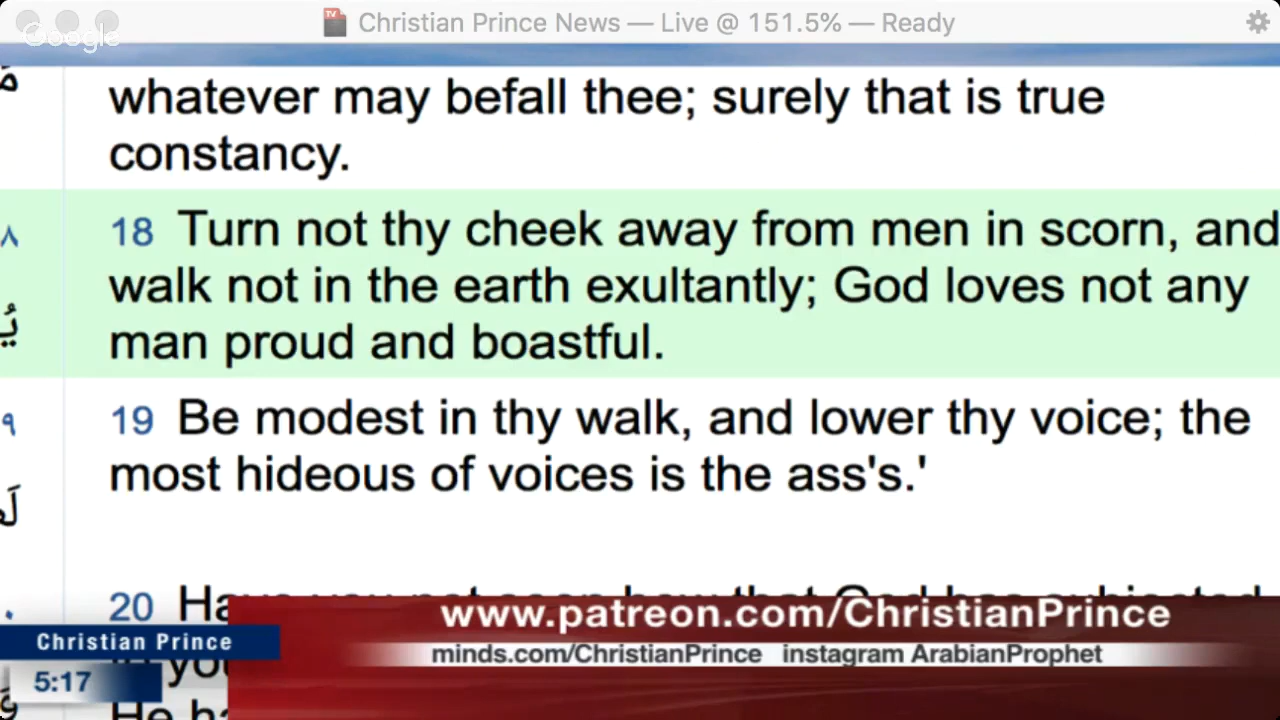 Christian Prince News — Live @ 151.5% — Ready
Google
whatever may befall thee; surely that is true
constancy.
٨
18 Turn not thy cheek away from men in scorn, and
walk not in the earth exultantly; God loves not any
man proud and boastful.
٩
19 Be modest in thy walk, and lower thy voice; the
most hideous of voices is the ass's.'
20
www.patreon.com/ChristianPrince
Christian Prince
minds.com/ChristianPrince instagram ArabianProphet
5:17